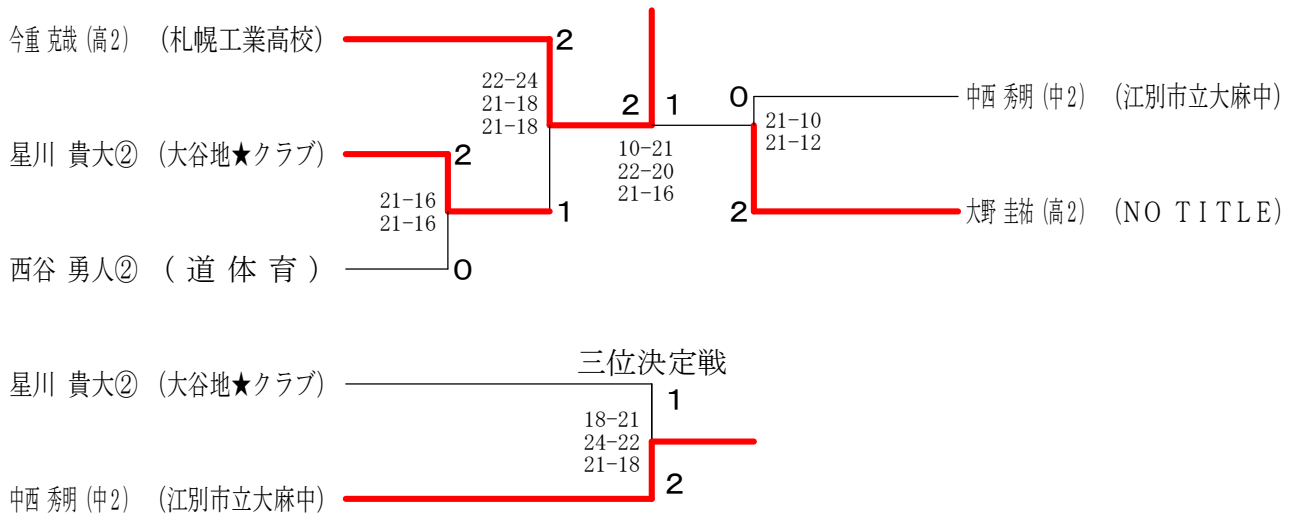 今重 克哉 (高2) (札幌工業高校)
2
22-24
21-18
21-18
2 1
0
中西 秀明 (中2) (江別市立大麻中)
21-10
21-12
星川 貴大② (大谷地★クラブ)
2
10-21
22-20
21-16
21-16
21-16
1
2
大野 圭祐 (高2) (NO TITLE)
西谷 勇人② (道体育)
0
三位決定戦
星川 貴大② (大谷地★クラブ)
1
18-21
24-22
21-18
2
中西 秀明 (中2) (江別市立大麻中)